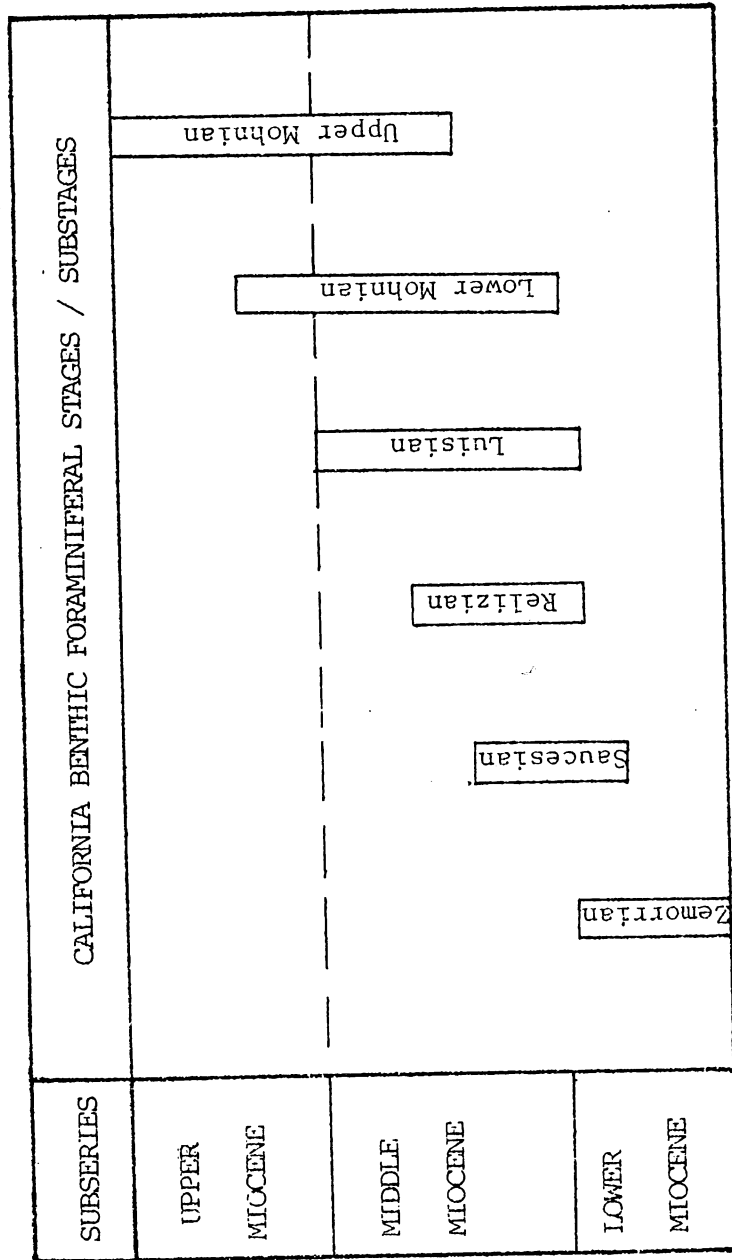 SUBSERIES
CALIFORNIA BENTHIC FORAMINIFERAL STAGES / SUBSTAGES
UPPER
MIOCENE
MIDDLE
MIOCENE
LOWER
MIOCENE
Zemorrian
Saucesian
Relizian
Luisian
Lower Mohnian
Upper Mohnian